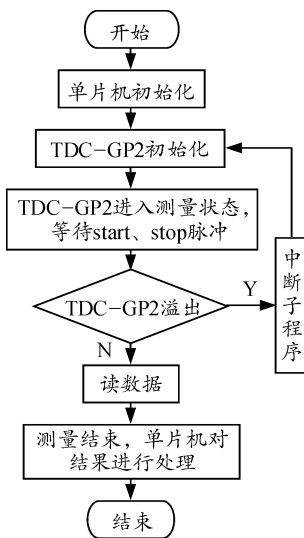 开始
单片机初始化
TDC-GP2初始化
TDC-GP2进入测量状态,
等待start、stop脉冲
TDC-GP2溢出
Y
中断子程序
N
读数据
测量结束, 单片机对
结果进行处理
结束